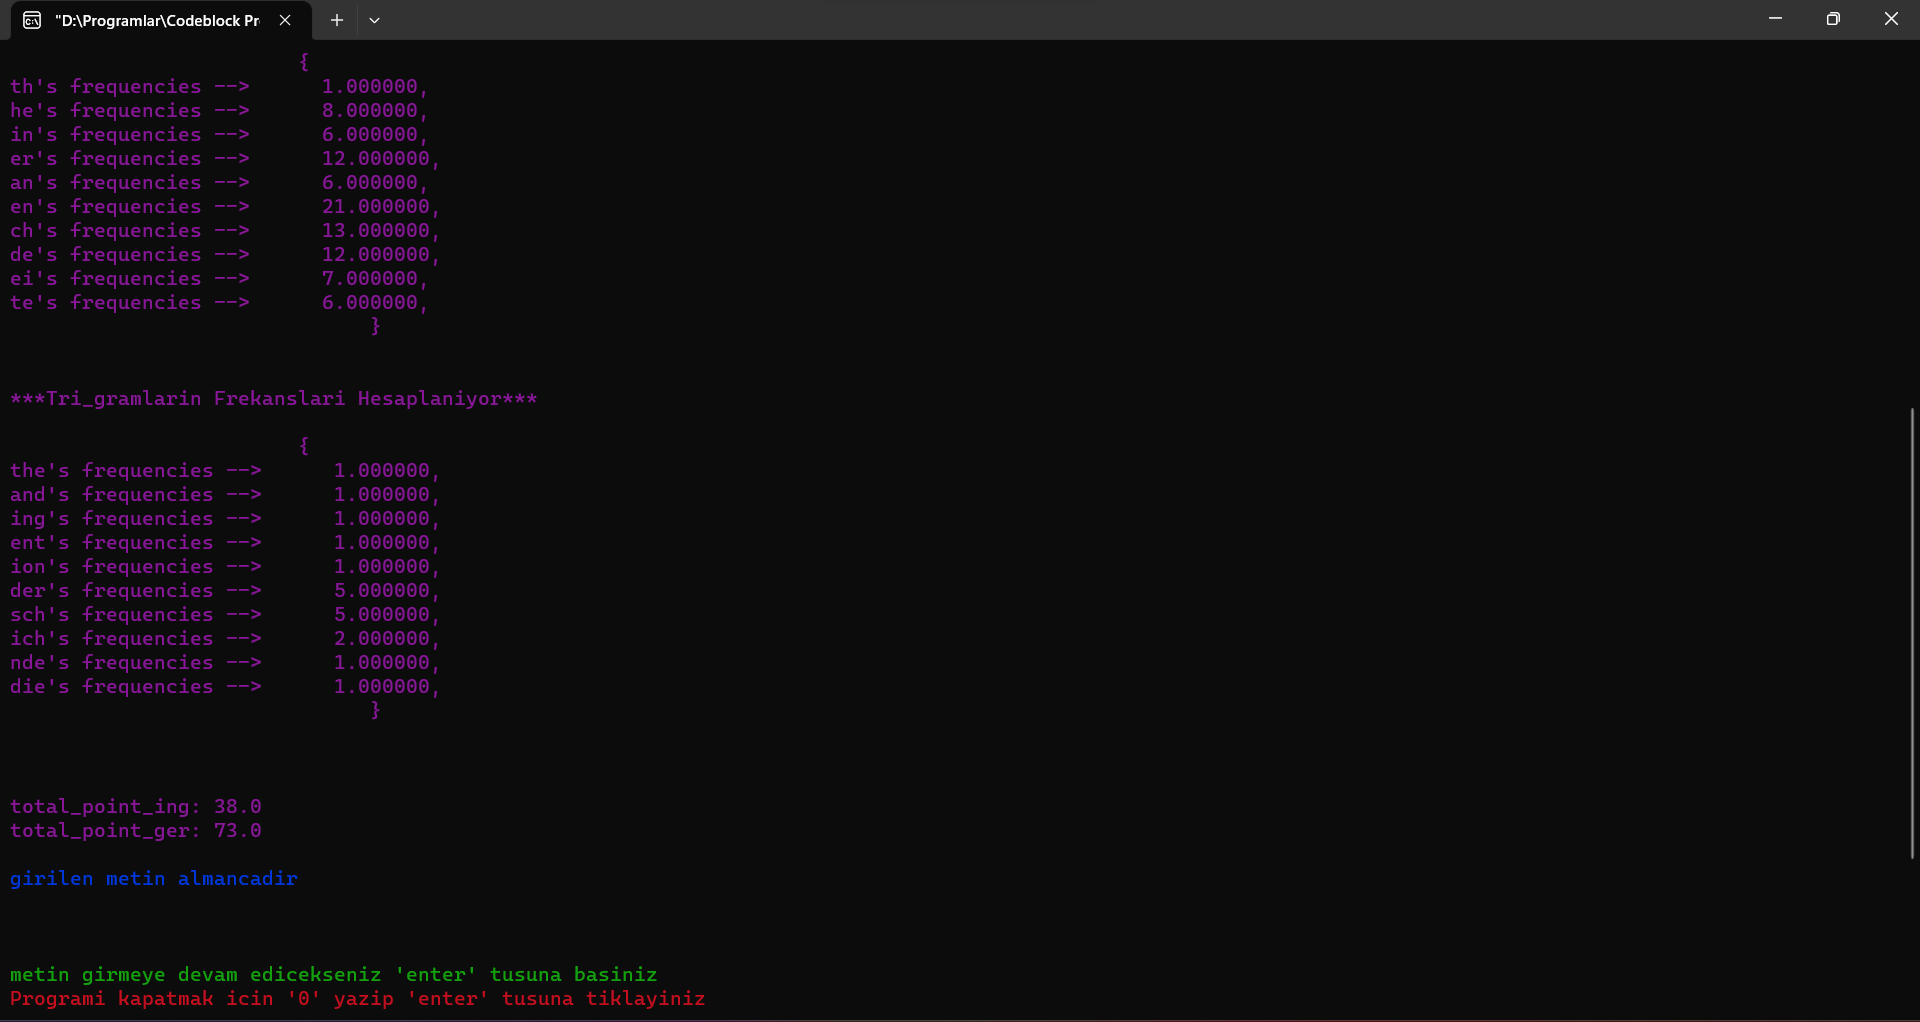 "D:\Programlar\Codeblock Pr
{
th's frequencies -->      1.000000,
he's frequencies -->      8.000000,
in's frequencies -->      6.000000,
er's frequencies -->      12.000000,
an's frequencies -->      6.000000,
en's frequencies -->      21.000000,
ch's frequencies -->      13.000000,
de's frequencies -->      12.000000,
ei's frequencies -->      7.000000,
te's frequencies -->      6.000000,
}
***Tri_gramlarin Frekanslari Hesaplaniyor***
{
the's frequencies -->      1.000000,
and's frequencies -->      1.000000,
ing's frequencies -->      1.000000,
ent's frequencies -->      1.000000,
ion's frequencies -->      1.000000,
der's frequencies -->      5.000000,
sch's frequencies -->      5.000000,
ich's frequencies -->      2.000000,
nde's frequencies -->      1.000000,
die's frequencies -->      1.000000,
}
total_point_ing: 38.0
total_point_ger: 73.0
girilen metin almancadir
metin girmeye devam edicekseniz 'enter' tusuna basiniz
Programi kapatmak icin '0' yazip 'enter' tusuna tiklayiniz